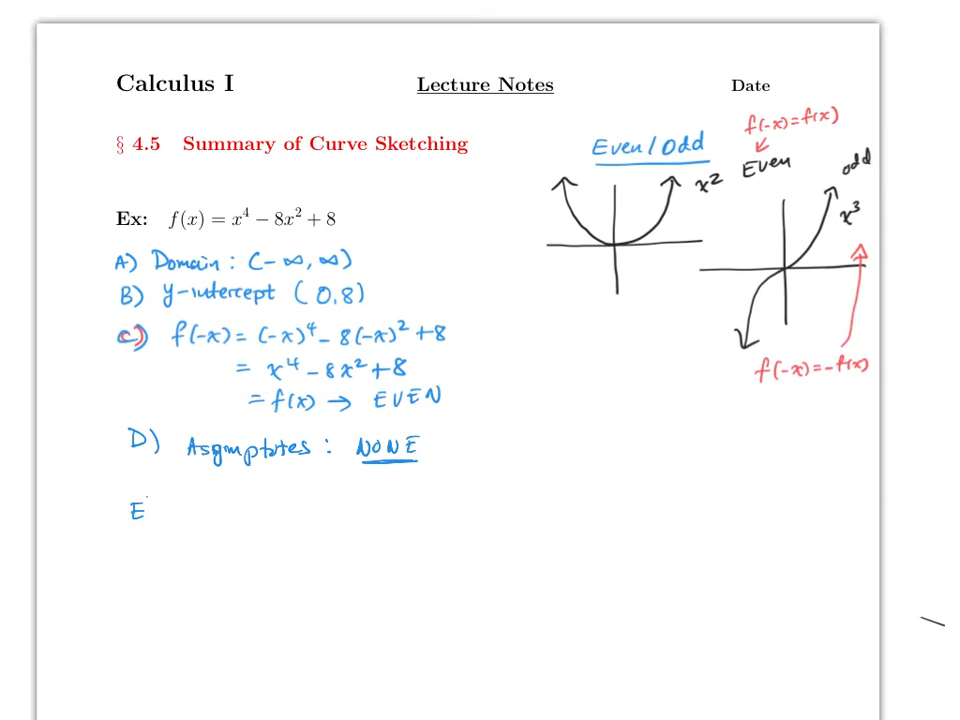 Calculus I Lecture Notes Date
§ 4.5 Summary of Curve Sketching
Ex: f(x) = x⁴ − 8x² + 8
A) Domain : (-∞, ∞)
B) y-intercept (0,8)
C) f(-x) = (-x)⁴ - 8(-x)² + 8
= x⁴ - 8x² + 8
= f(x) → EVEN
D) Asymptotes : NONE
E
Even/Odd
f(-x) = f(x)
Even
x²
odd
x³
f(-x) = -f(x)